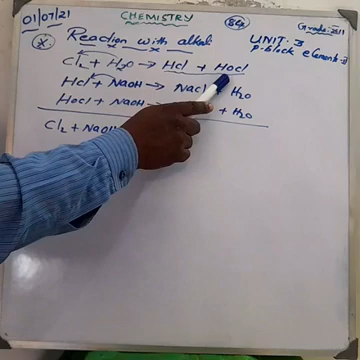 01/07/21
CHEMISTRY
Grade-XII
UNIT. 3
P-Block elements-II
Reaction with alkali
Cl2 + H2O → HCl + HOCl
HCl + NaOH → NaCl H2O
HOCl + NaOH → + H2O
Cl2 + NaOH